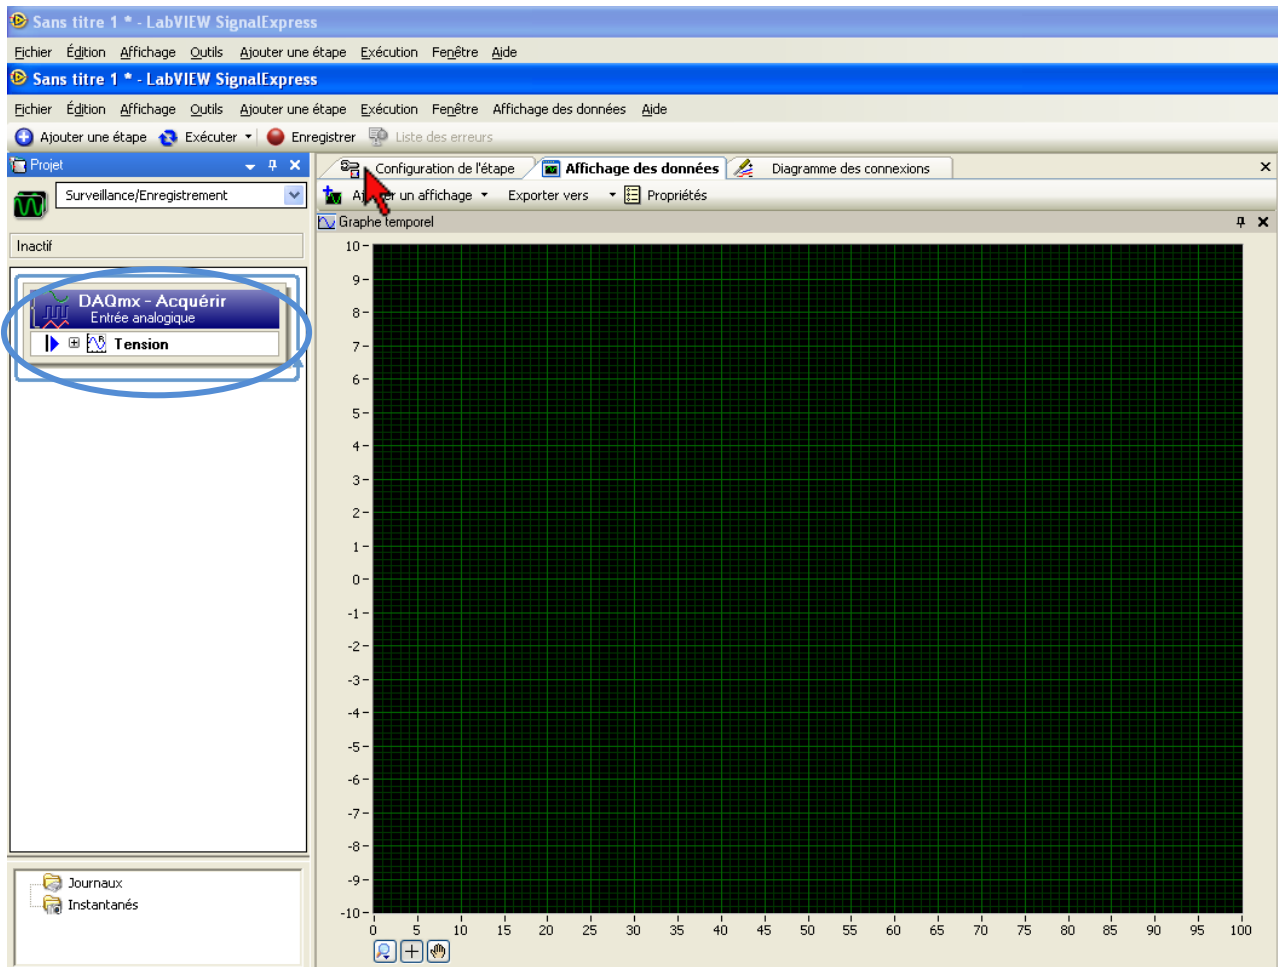 Sans titre 1 * - LabVIEW SignalExpress
Fichier Édition Affichage Outils Ajouter une étape Exécution Fenêtre Aide
Sans titre 1 * - LabVIEW SignalExpress
Fichier Édition Affichage Outils Ajouter une étape Exécution Fenêtre Affichage des données Aide
Ajouter une étape Exécuter Enregistrer Liste des erreurs
Projet
Surveillance/Enregistrement
Inactif
DAQmx - Acquérir
Entrée analogique
Tension
Journaux
Instantanés
Configuration de l'étape Affichage des données Diagramme des connexions
Ajouter un affichage Exporter vers Propriétés
Graphe temporel
10
9
8
7
6
5
4
3
2
1
0
-1
-2
-3
-4
-5
-6
-7
-8
-9
-10
0 5 10 15 20 25 30 35 40 45 50 55 60 65 70 75 80 85 90 95 100